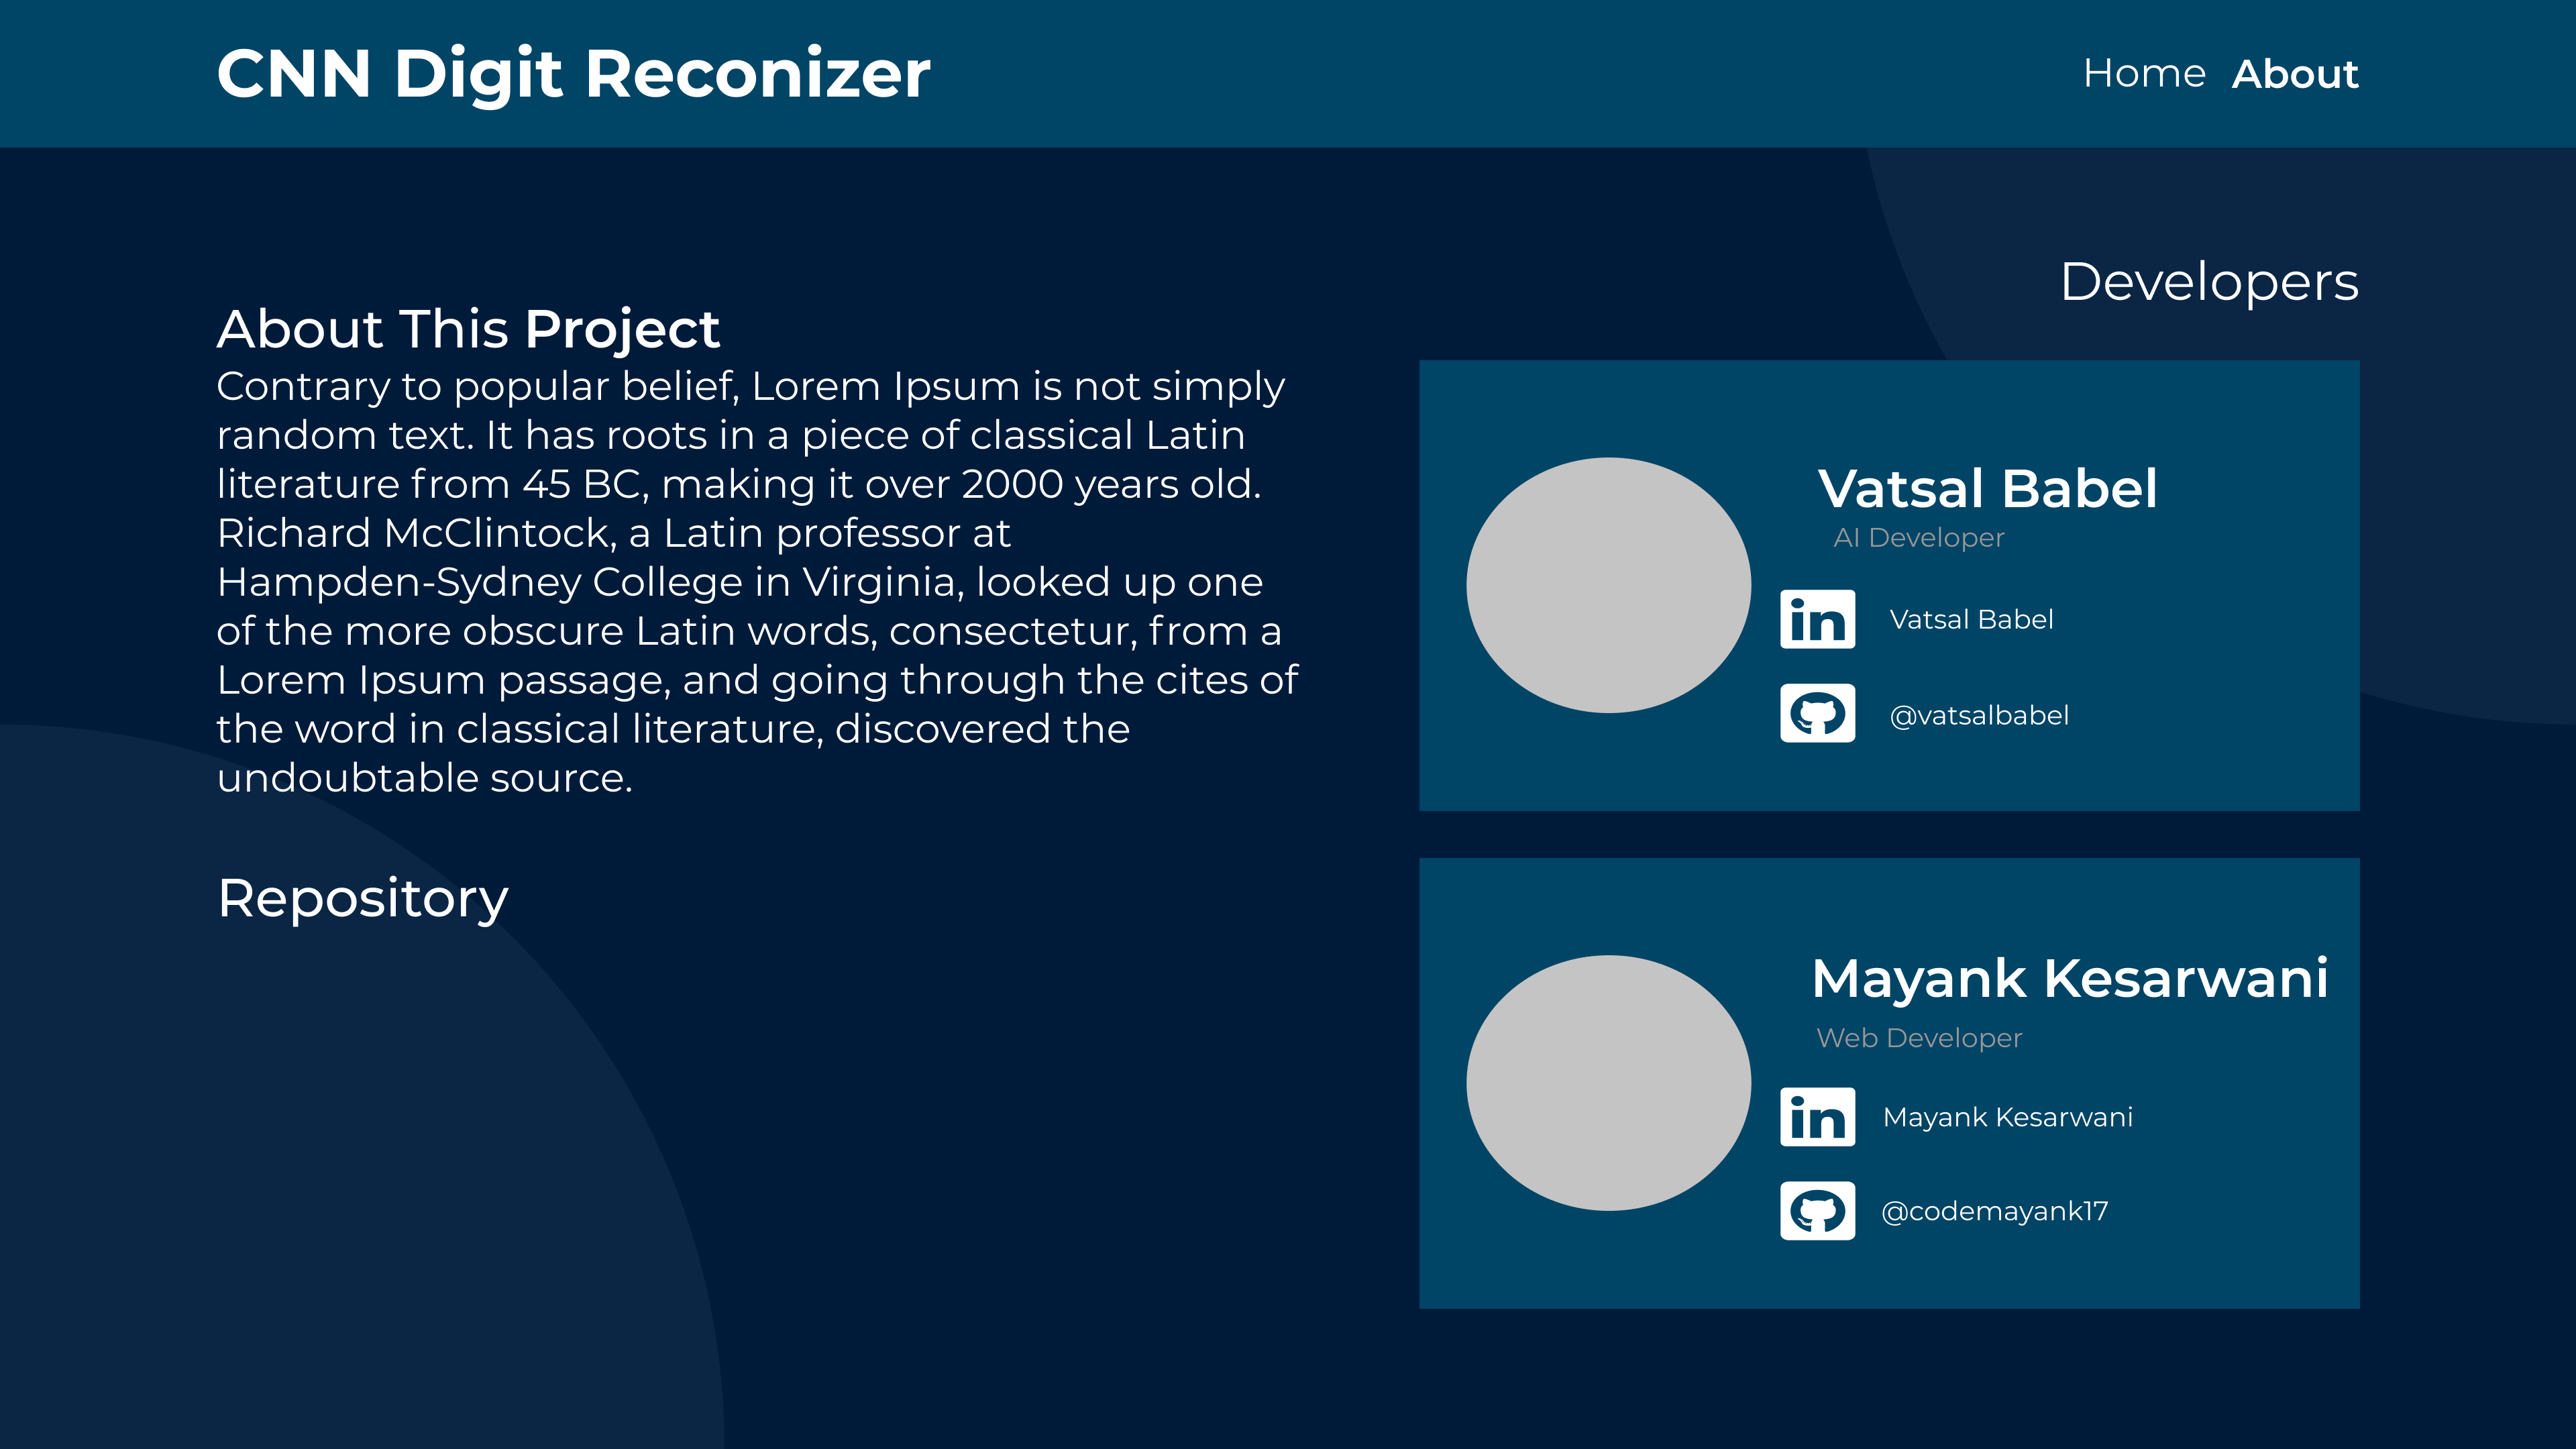 CNN Digit Reconizer
Home About
About This Project
Contrary to popular belief, Lorem Ipsum is not simply
random text. It has roots in a piece of classical Latin
literature from 45 BC, making it over 2000 years old.
Richard McClintock, a Latin professor at
Hampden-Sydney College in Virginia, looked up one
of the more obscure Latin words, consectetur, from a
Lorem Ipsum passage, and going through the cites of
the word in classical literature, discovered the
undoubtable source.
Repository
Developers
Vatsal Babel
AI Developer
in Vatsal Babel
@vatsalbabel
Mayank Kesarwani
Web Developer
in Mayank Kesarwani
@codemayank17